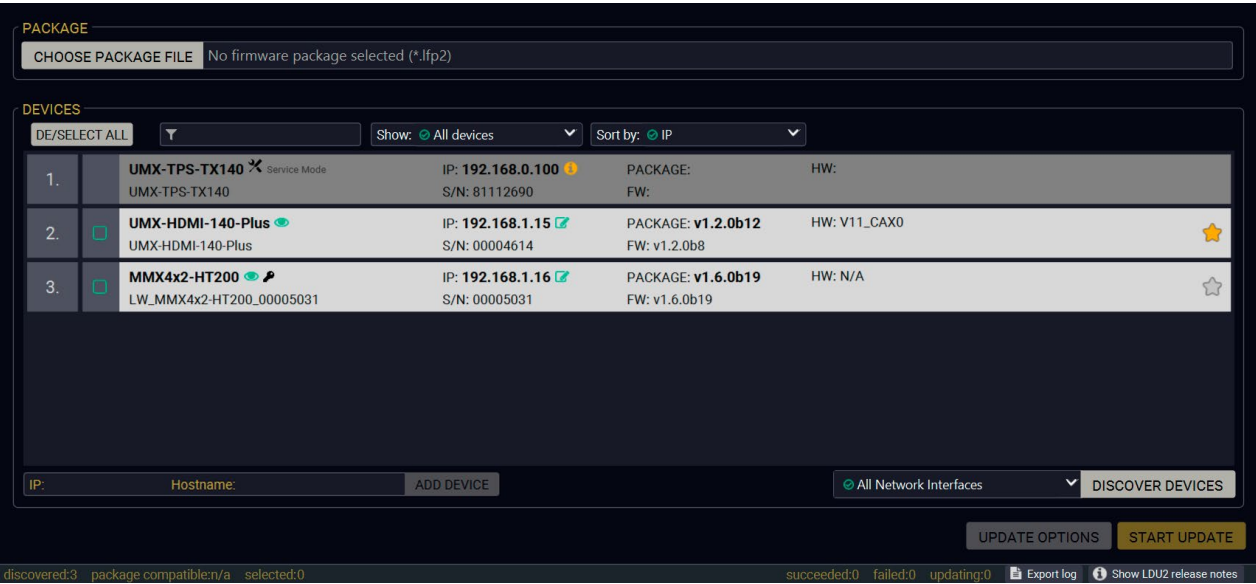 PACKAGE
CHOOSE PACKAGE FILE No firmware package selected (*.lfp2)
DEVICES
DE/SELECT ALL Show: All devices Sort by: IP
1. UMX-TPS-TX140 Service Mode IP: 192.168.0.100 PACKAGE: HW:
UMX-TPS-TX140 S/N: 81112690 FW:
2. UMX-HDMI-140-Plus IP: 192.168.1.15 PACKAGE: v1.2.0b12 HW: V11_CAX0
UMX-HDMI-140-Plus S/N: 00004614 FW: v1.2.0b8
3. MMX4x2-HT200 IP: 192.168.1.16 PACKAGE: v1.6.0b19 HW: N/A
LW_MMX4x2-HT200_00005031 S/N: 00005031 FW: v1.6.0b19
IP: Hostname: ADD DEVICE All Network Interfaces DISCOVER DEVICES
UPDATE OPTIONS START UPDATE
discovered:3 package compatible:n/a selected:0 succeeded:0 failed:0 updating:0 Export log Show LDU2 release notes